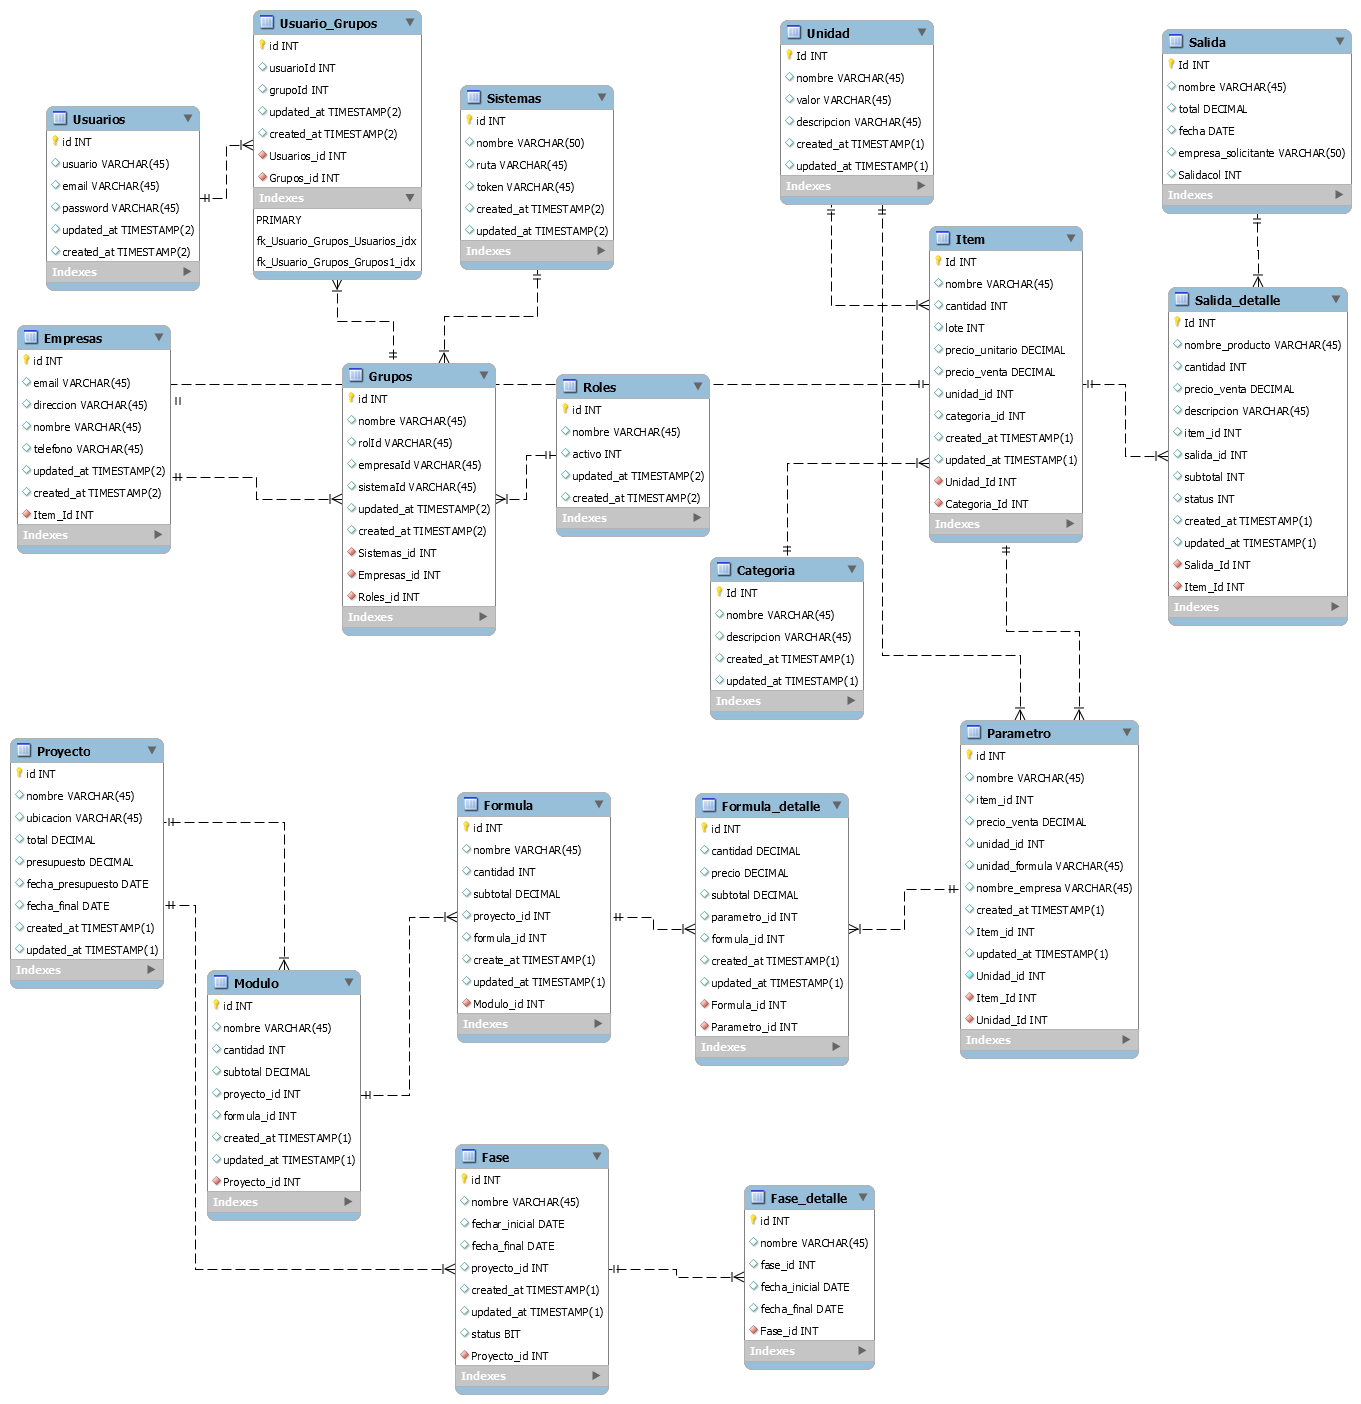 Usuario_Grupos
id INT
usuarioId INT
grupoId INT
updated_at TIMESTAMP(2)
created_at TIMESTAMP(2)
Usuarios_id INT
Grupos_id INT
Indexes
PRIMARY
fk_Usuario_Grupos_Usuarios_idx
fk_Usuario_Grupos_Grupos1_idx
Unidad
Id INT
nombre VARCHAR(45)
valor VARCHAR(45)
descripcion VARCHAR(45)
created_at TIMESTAMP(1)
updated_at TIMESTAMP(1)
Indexes
Salida
Id INT
nombre VARCHAR(45)
total DECIMAL
fecha DATE
empresa_solicitante VARCHAR(50)
Salidacol INT
Indexes
Sistemas
id INT
nombre VARCHAR(50)
ruta VARCHAR(45)
token VARCHAR(45)
created_at TIMESTAMP(2)
updated_at TIMESTAMP(2)
Indexes
Usuarios
id INT
usuario VARCHAR(45)
email VARCHAR(45)
password VARCHAR(45)
updated_at TIMESTAMP(2)
created_at TIMESTAMP(2)
Indexes
Item
Id INT
nombre VARCHAR(45)
cantidad INT
lote INT
precio_unitario DECIMAL
precio_venta DECIMAL
unidad_id INT
categoria_id INT
created_at TIMESTAMP(1)
updated_at TIMESTAMP(1)
Unidad_Id INT
Categoria_Id INT
Indexes
Salida_detalle
Id INT
nombre_producto VARCHAR(45)
cantidad INT
precio_venta DECIMAL
descripcion VARCHAR(45)
item_id INT
salida_id INT
subtotal INT
status INT
created_at TIMESTAMP(1)
updated_at TIMESTAMP(1)
Salida_Id INT
Item_Id INT
Indexes
Empresas
id INT
email VARCHAR(45)
direccion VARCHAR(45)
nombre VARCHAR(45)
telefono VARCHAR(45)
updated_at TIMESTAMP(2)
created_at TIMESTAMP(2)
Item_Id INT
Indexes
Grupos
id INT
nombre VARCHAR(45)
rolId VARCHAR(45)
empresaId VARCHAR(45)
sistemaId VARCHAR(45)
updated_at TIMESTAMP(2)
created_at TIMESTAMP(2)
Sistemas_id INT
Empresas_id INT
Roles_id INT
Indexes
Roles
id INT
nombre VARCHAR(45)
activo INT
updated_at TIMESTAMP(2)
created_at TIMESTAMP(2)
Indexes
Categoria
Id INT
nombre VARCHAR(45)
descripcion VARCHAR(45)
created_at TIMESTAMP(1)
updated_at TIMESTAMP(1)
Indexes
Parametro
id INT
nombre VARCHAR(45)
item_id INT
precio_venta DECIMAL
unidad_id INT
unidad_formula VARCHAR(45)
nombre_empresa VARCHAR(45)
created_at TIMESTAMP(1)
Item_id INT
updated_at TIMESTAMP(1)
Unidad_id INT
Item_Id INT
Unidad_Id INT
Indexes
Proyecto
id INT
nombre VARCHAR(45)
ubicacion VARCHAR(45)
total DECIMAL
presupuesto DECIMAL
fecha_presupuesto DATE
fecha_final DATE
created_at TIMESTAMP(1)
updated_at TIMESTAMP(1)
Indexes
Formula
id INT
nombre VARCHAR(45)
cantidad INT
subtotal DECIMAL
proyecto_id INT
formula_id INT
create_at TIMESTAMP(1)
updated_at TIMESTAMP(1)
Modulo_id INT
Indexes
Formula_detalle
id INT
cantidad DECIMAL
precio DECIMAL
subtotal DECIMAL
parametro_id INT
formula_id INT
created_at TIMESTAMP(1)
updated_at TIMESTAMP(1)
Formula_id INT
Parametro_id INT
Indexes
Modulo
id INT
nombre VARCHAR(45)
cantidad INT
subtotal DECIMAL
proyecto_id INT
formula_id INT
created_at TIMESTAMP(1)
updated_at TIMESTAMP(1)
Proyecto_id INT
Indexes
Fase
id INT
nombre VARCHAR(45)
fechar_inicial DATE
fecha_final DATE
proyecto_id INT
created_at TIMESTAMP(1)
updated_at TIMESTAMP(1)
status BIT
Proyecto_id INT
Indexes
Fase_detalle
id INT
nombre VARCHAR(45)
fase_id INT
fecha_inicial DATE
fecha_final DATE
Fase_id INT
Indexes